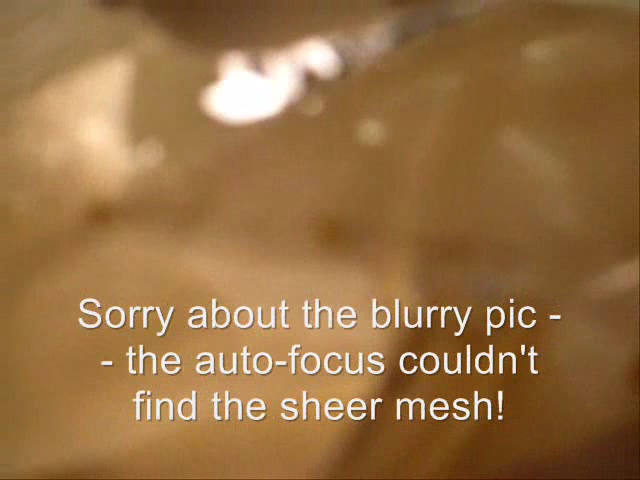 Sorry about the blurry pic -
- the auto-focus couldn't
find the sheer mesh!